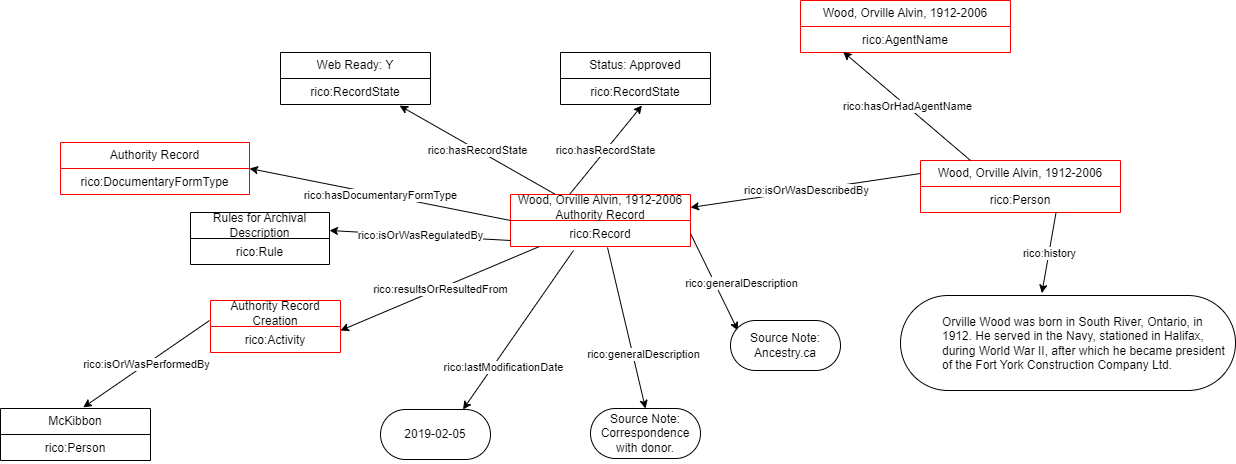 Wood, Orville Alvin, 1912-2006
rico:AgentName
Web Ready: Y
rico:RecordState
Status: Approved
rico:RecordState
rico:hasOrHadAgentName
rico:hasRecordState
rico:hasRecordState
Authority Record
rico:DocumentaryFormType
rico:hasDocumentaryFormType
rico:isOrWasDescribedBy
Wood, Orville Alvin, 1912-2006
rico:Person
Wood, Orville Alvin, 1912-2006
Authority Record
rico:Record
Rules for Archival
Description
rico:Rule
rico:isOrWasRegulatedBy
rico:history
rico:generalDescription
rico:resultsOrResultedFrom
Authority Record
Creation
rico:Activity
Orville Wood was born in South River, Ontario, in
1912. He served in the Navy, stationed in Halifax,
during World War II, after which he became president
of the Fort York Construction Company Ltd.
Source Note:
Ancestry.ca
rico:isOrWasPerformedBy
rico:lastModificationDate
rico:generalDescription
McKibbon
rico:Person
2019-02-05
Source Note:
Correspondence
with donor.